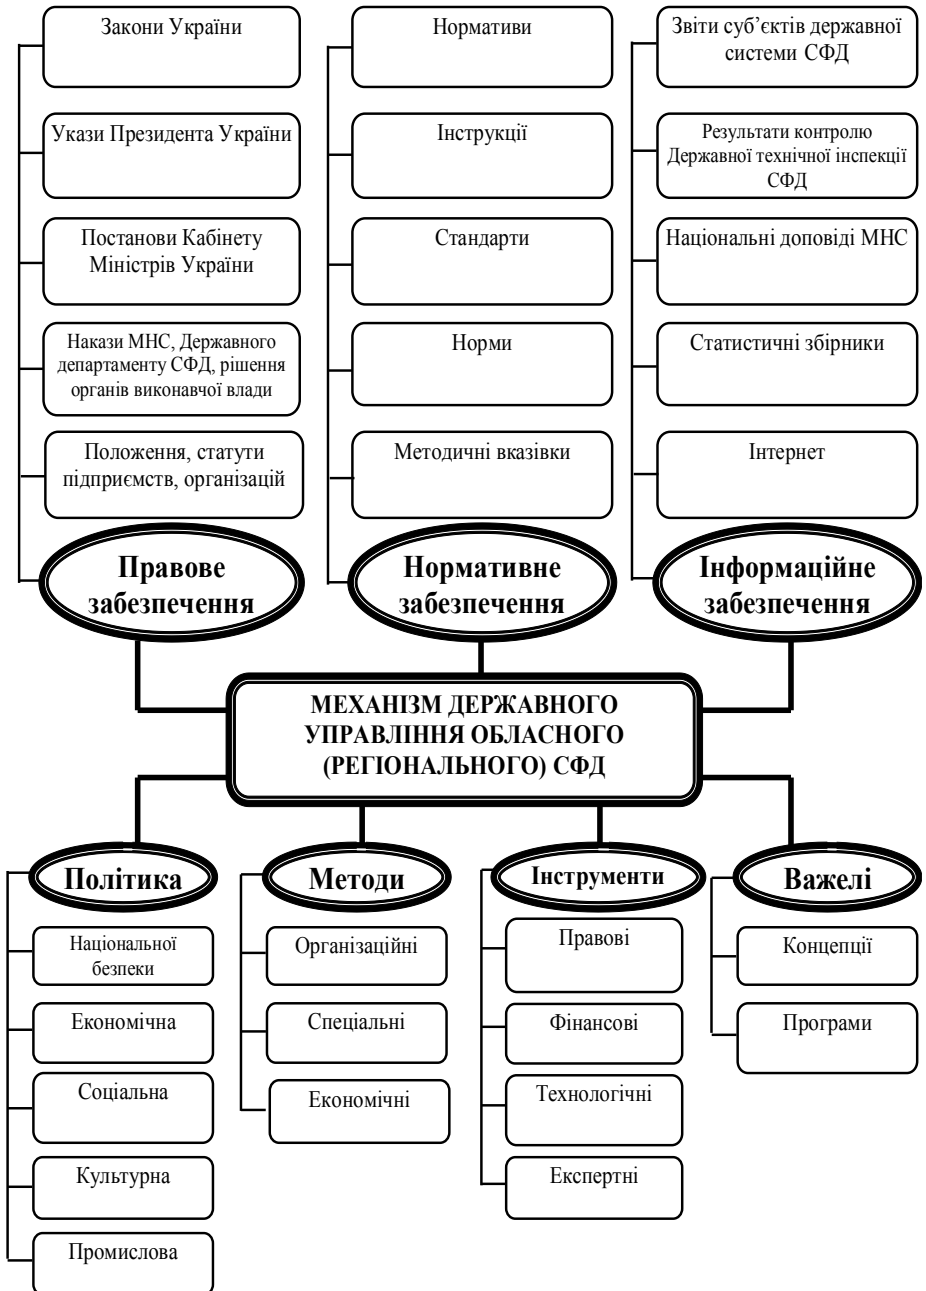 Закони України
Укази Президента України
Постанови Кабінету
Міністрів України
Накази МНС, Державного
департаменту СФД, рішення
органів виконавчої влади
Положення, статути
підприємств, організацій
Правове
забезпечення
Нормативи
Інструкції
Стандарти
Норми
Методичні вказівки
Нормативне
забезпечення
Звіти суб’єктів державної
системи СФД
Результати контролю
Державної технічної інспекції
СФД
Національні доповіді МНС
Статистичні збірники
Інтернет
Інформаційне
забезпечення
МЕХАНІЗМ ДЕРЖАВНОГО
УПРАВЛІННЯ ОБЛАСНОГО
(РЕГІОНАЛЬНОГО) СФД
Політика
Національної
безпеки
Економічна
Соціальна
Культурна
Промислова
Методи
Організаційні
Спеціальні
Економічні
Інструменти
Правові
Фінансові
Технологічні
Експертні
Важелі
Концепції
Програми